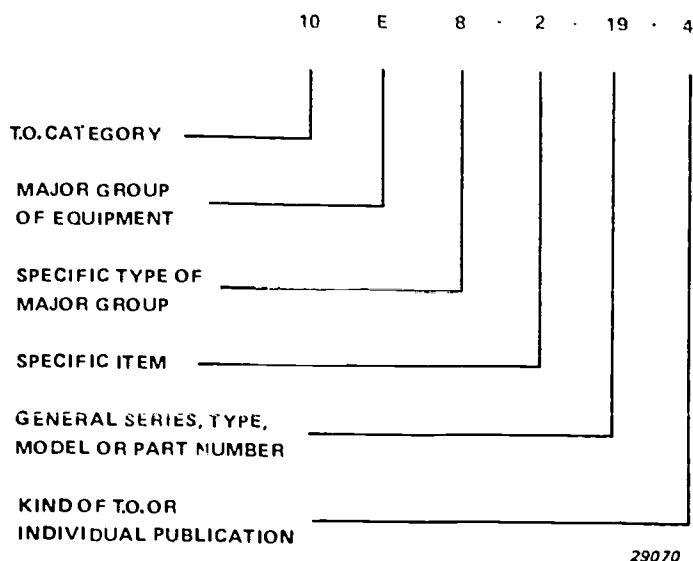 10 E 8 - 2 - 19 - 4
T.O. CATEGORY
MAJOR GROUP
OF EQUIPMENT
SPECIFIC TYPE OF
MAJOR GROUP
SPECIFIC ITEM
GENERAL SERIES, TYPE,
MODEL OR PART NUMBER
KIND OF T.O. OR
INDIVIDUAL PUBLICATION
29070